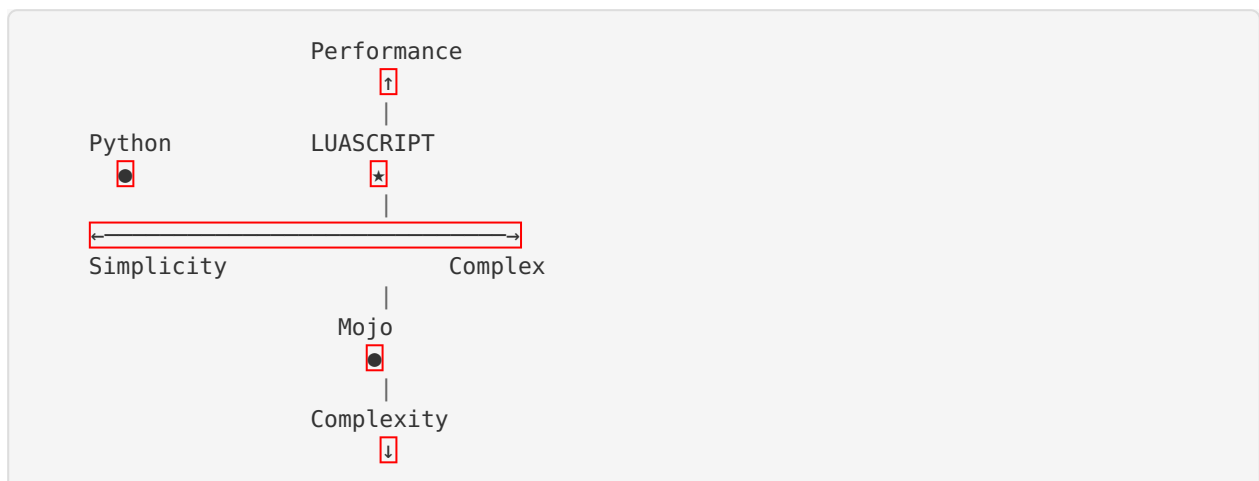 Performance
↑
|
Python LUASCRIPT
● ★
|
←─────────────────────────────→
Simplicity Complex
|
Mojo
●
|
Complexity
↓